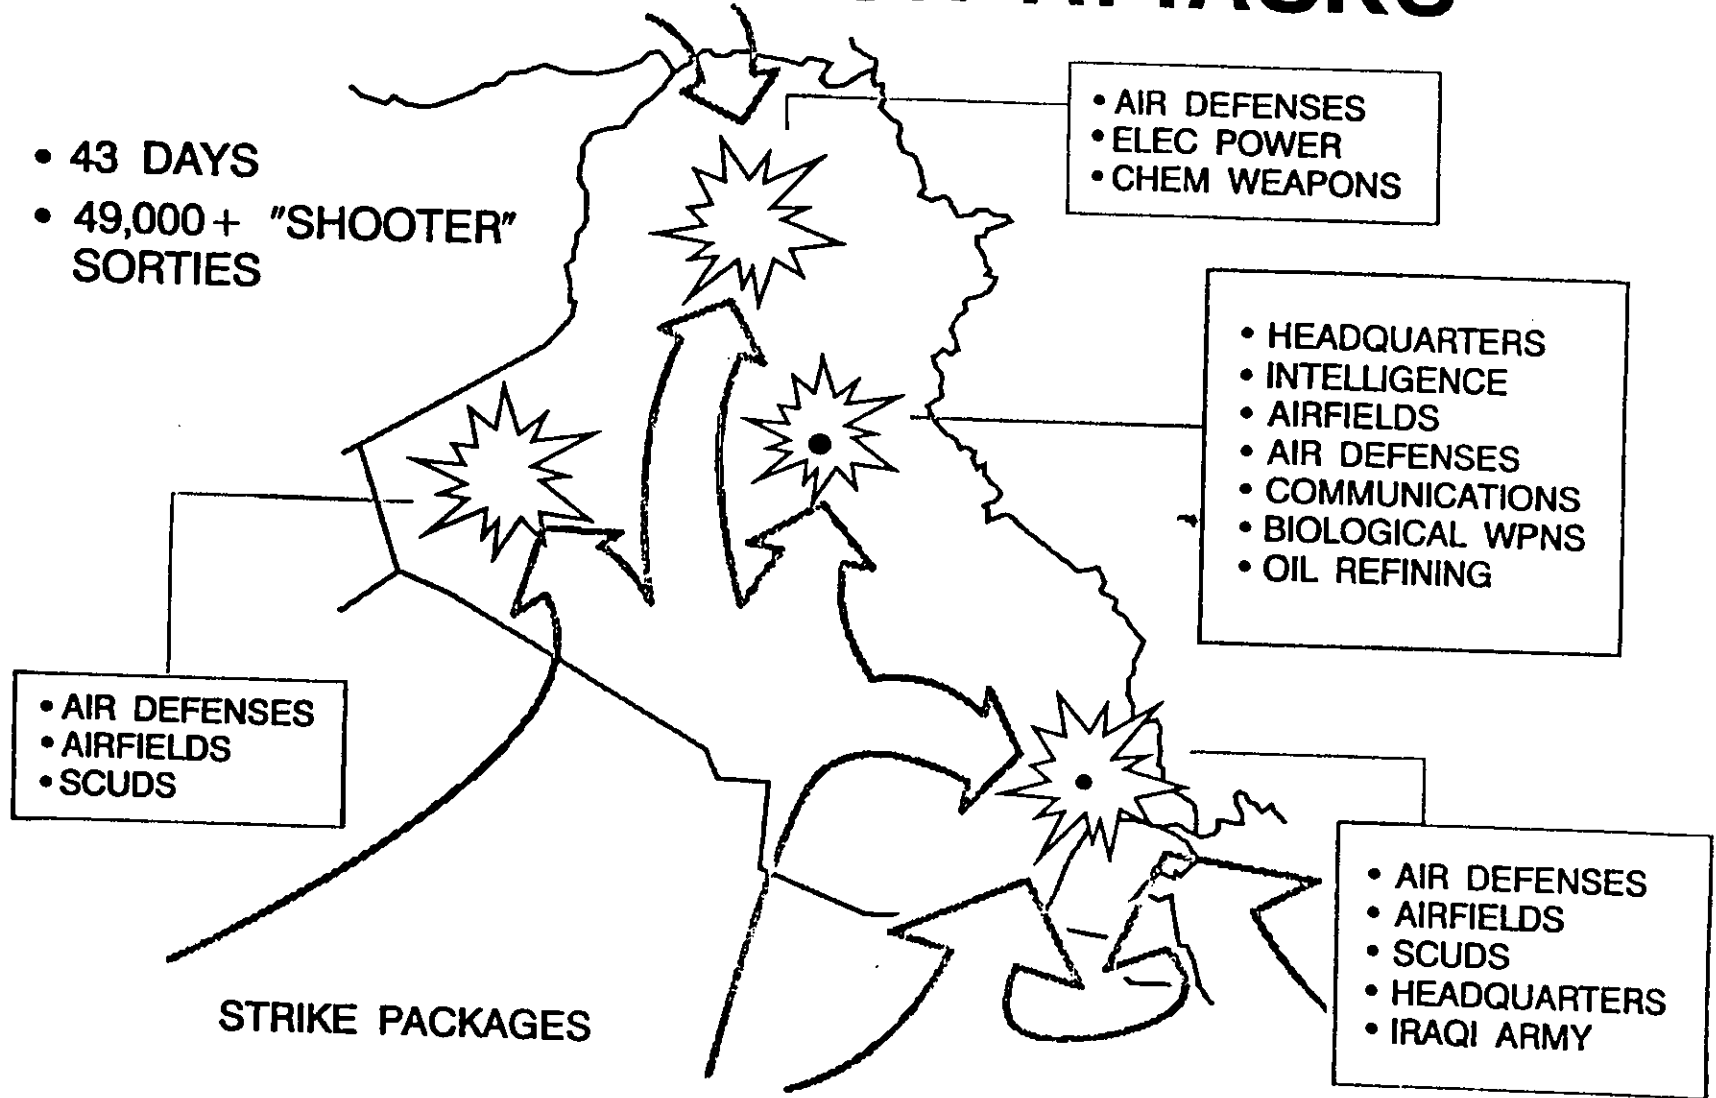 ATTACKS
• 43 DAYS
• 49,000+ "SHOOTER"
SORTIES
• AIR DEFENSES
• ELEC POWER
• CHEM WEAPONS
• HEADQUARTERS
• INTELLIGENCE
• AIRFIELDS
• AIR DEFENSES
• COMMUNICATIONS
• BIOLOGICAL WPNS
• OIL REFINING
• AIR DEFENSES
• AIRFIELDS
• SCUDS
• AIR DEFENSES
• AIRFIELDS
• SCUDS
• HEADQUARTERS
• IRAQI ARMY
STRIKE PACKAGES